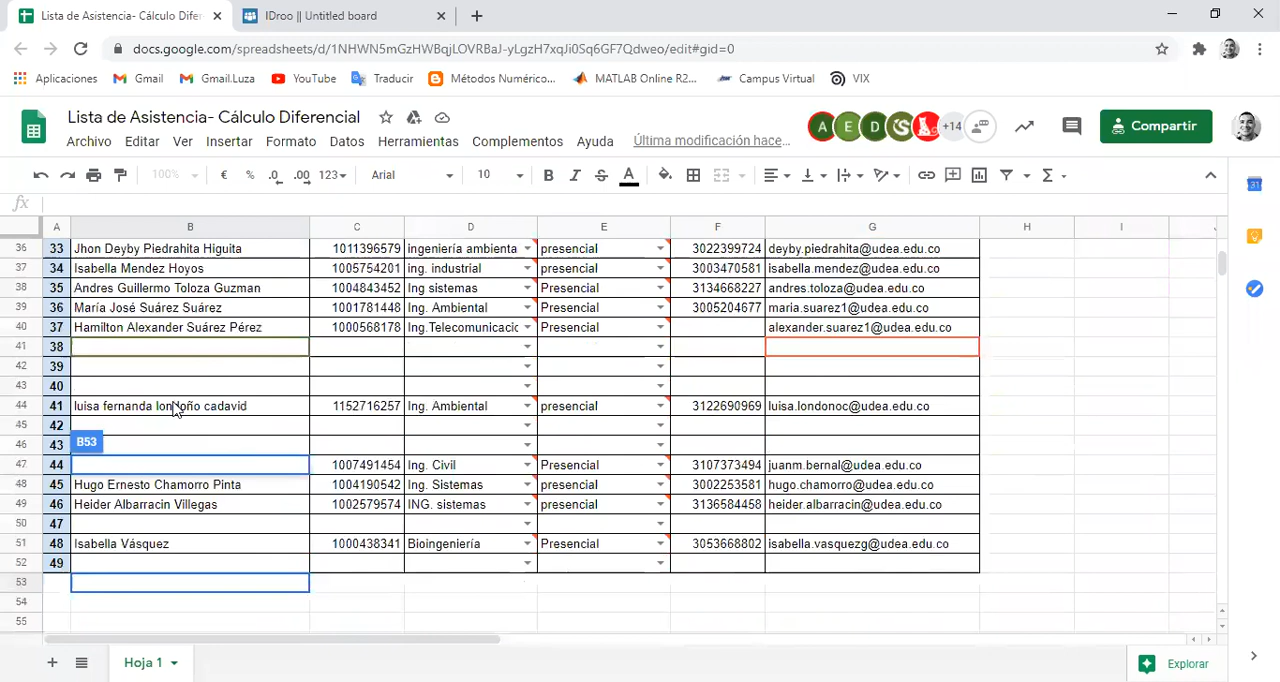 Lista de Asistencia- Cálculo Difer
IDroo || Untitled board
docs.google.com/spreadsheets/d/1NHWN5mGzHWBqjLOVRBaJ-yLgzH7xqJi0Sq6GF7Qdweo/edit#gid=0
Aplicaciones Gmail Gmail.Luza YouTube Traducir Métodos Numéric... MATLAB Online R2... Campus Virtual VIX
Lista de Asistencia- Cálculo Diferencial
A E D S +14 Compartir
Archivo Editar Ver Insertar Formato Datos Herramientas Complementos Ayuda Última modificación hace...
100% € % .0 .00 123 Arial 10 B I S A Σ
fx
A B C D E F G H I
36 33 Jhon Deyby Piedrahita Higuita 1011396579 ingeniería ambienta presencial 3022399724 deyby.piedrahita@udea.edu.co
37 34 Isabella Mendez Hoyos 1005754201 ing. industrial presencial 3003470581 isabella.mendez@udea.edu.co
38 35 Andres Guillermo Toloza Guzman 1004843452 Ing sistemas Presencial 3134668227 andres.toloza@udea.edu.co
39 36 María José Suárez Suárez 1001781448 Ing. Ambiental Presencial 3005204677 maria.suarez1@udea.edu.co
40 37 Hamilton Alexander Suárez Pérez 1000568178 Ing.Telecomunicacic Presencial alexander.suarez1@udea.edu.co
41 38
42 39
43 40
44 41 luisa fernanda londoño cadavid 1152716257 Ing. Ambiental presencial 3122690969 luisa.londonoc@udea.edu.co
45 42
46 43 B53
47 44 1007491454 Ing. Civil Presencial 3107373494 juanm.bernal@udea.edu.co
48 45 Hugo Ernesto Chamorro Pinta 1004190542 Ing. Sistemas Presencial 3002253581 hugo.chamorro@udea.edu.co
49 46 Heider Albarracin Villegas 1002579574 ING. sistemas presencial 3136584458 heider.albarracin@udea.edu.co
50 47
51 48 Isabella Vásquez 1000438341 Bioingeniería Presencial 3053668802 isabella.vasquezg@udea.edu.co
52 49
53
54
55
Hoja 1 Explorar